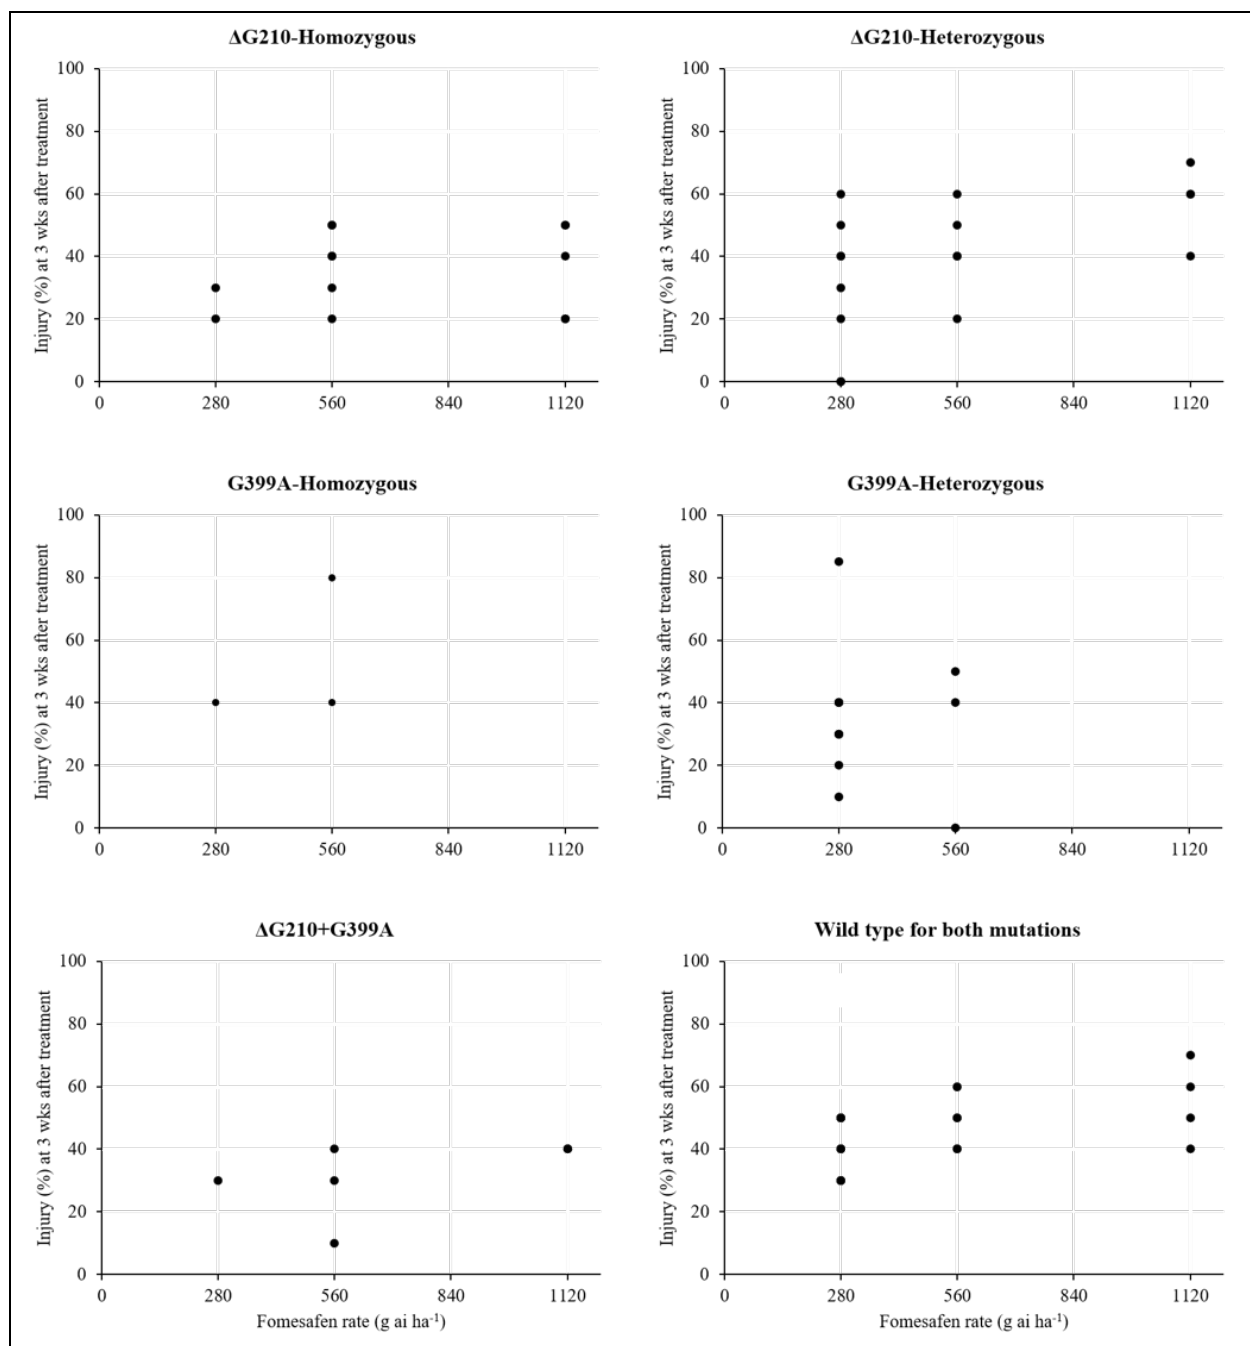 ΔG210-Homozygous
Injury (%) at 3 wks after treatment
100
80
60
40
20
0
0 280 560 840 1120
ΔG210-Heterozygous
Injury (%) at 3 wks after treatment
100
80
60
40
20
0
0 280 560 840 1120
G399A-Homozygous
Injury (%) at 3 wks after treatment
100
80
60
40
20
0
0 280 560 840 1120
G399A-Heterozygous
Injury (%) at 3 wks after treatment
100
80
60
40
20
0
0 280 560 840 1120
ΔG210+G399A
Injury (%) at 3 wks after treatment
100
80
60
40
20
0
0 280 560 840 1120
Fomesafen rate (g ai ha⁻¹)
Wild type for both mutations
Injury (%) at 3 wks after treatment
100
80
60
40
20
0
0 280 560 840 1120
Fomesafen rate (g ai ha⁻¹)